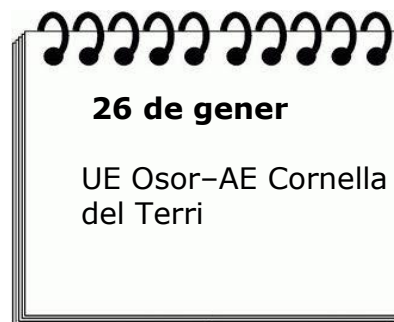 26 de gener
UE Osor–AE Cornella
del Terri